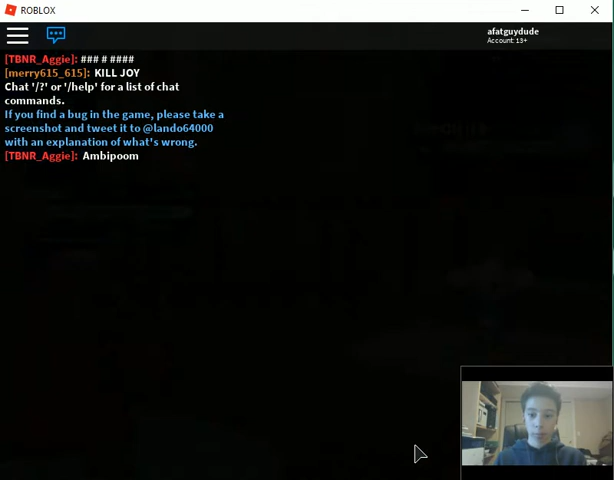 ROBLOX
afatguydude
Account: 13+
[TBNR_Aggie]: ### # ####
[merry615_615]: KILL JOY
Chat '/?' or '/help' for a list of chat
commands.
If you find a bug in the game, please take a
screenshot and tweet it to @lando64000
with an explanation of what's wrong.
[TBNR_Aggie]: Ambipoom